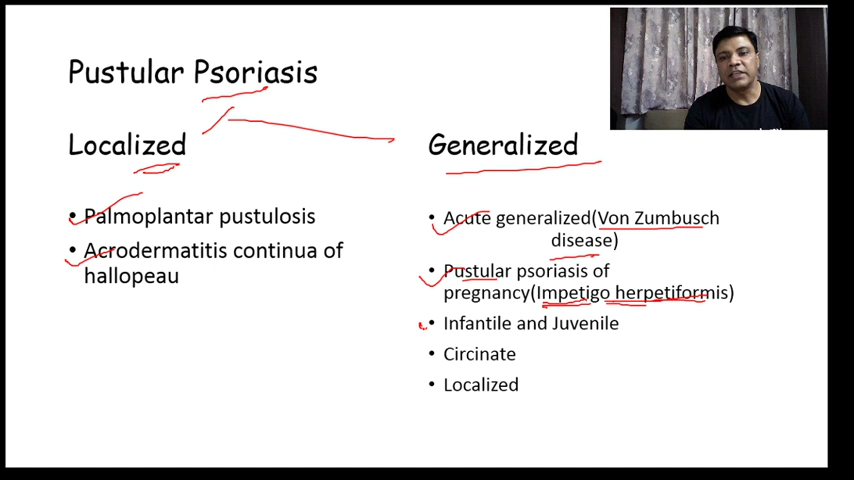 Pustular Psoriasis
Localized
• Palmoplantar pustulosis
• Acrodermatitis continua of
hallopeau
Generalized
• Acute generalized(Von Zumbusch
disease)
• Pustular psoriasis of
pregnancy(Impetigo herpetiformis)
• Infantile and Juvenile
• Circinate
• Localized